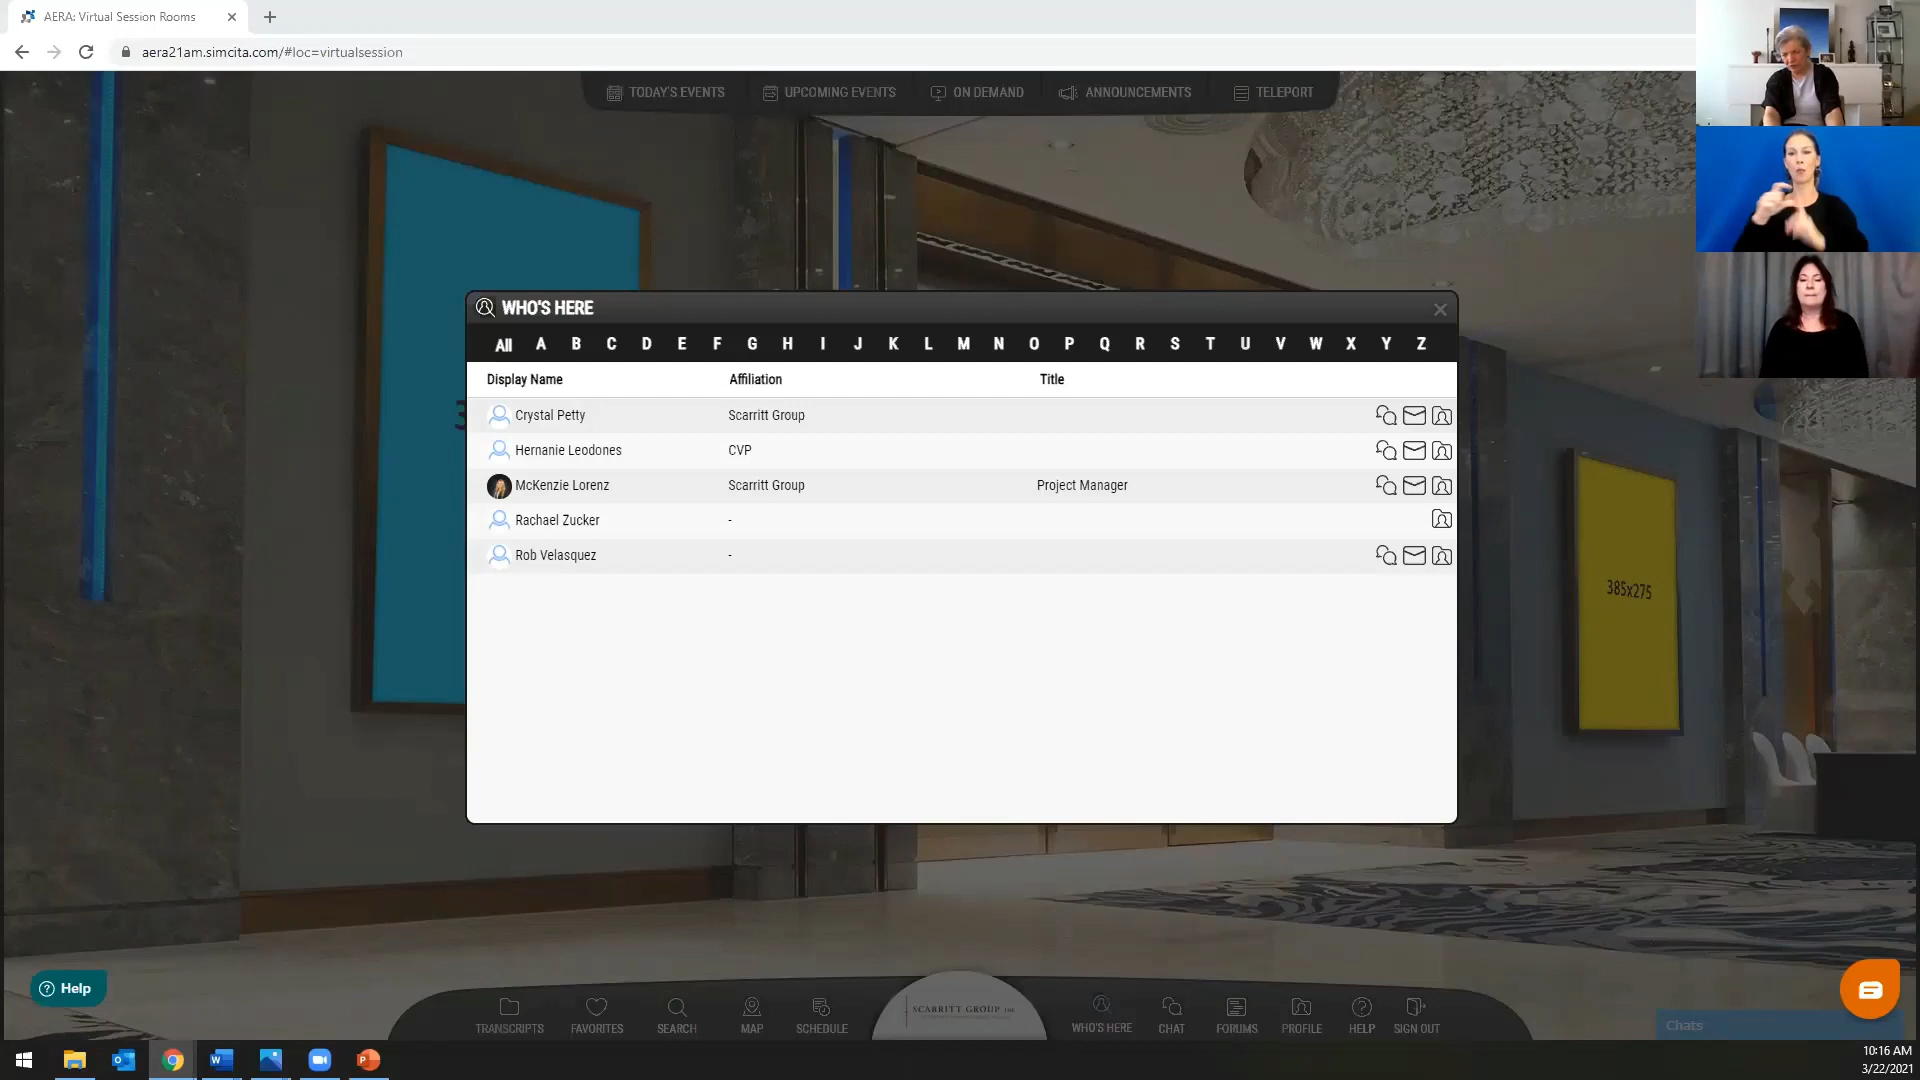 AERA: Virtual Session Rooms
aera21am.simcita.com/#loc=virtualsession
TODAY'S EVENTS UPCOMING EVENTS ON DEMAND ANNOUNCEMENTS TELEPORT
WHO'S HERE
All A B C D E F G H I J K L M N O P Q R S T U V W X Y Z
Display Name Affiliation Title
Crystal Petty Scarritt Group
Hernanie Leodones CVP
McKenzie Lorenz Scarritt Group Project Manager
Rachael Zucker -
Rob Velasquez -
385x275
Help
SCARRITT GROUP INC
TRANSCRIPTS FAVORITES SEARCH MAP SCHEDULE WHO'S HERE CHAT FORUMS PROFILE HELP SIGN OUT
Chats
10:16 AM
3/22/2021